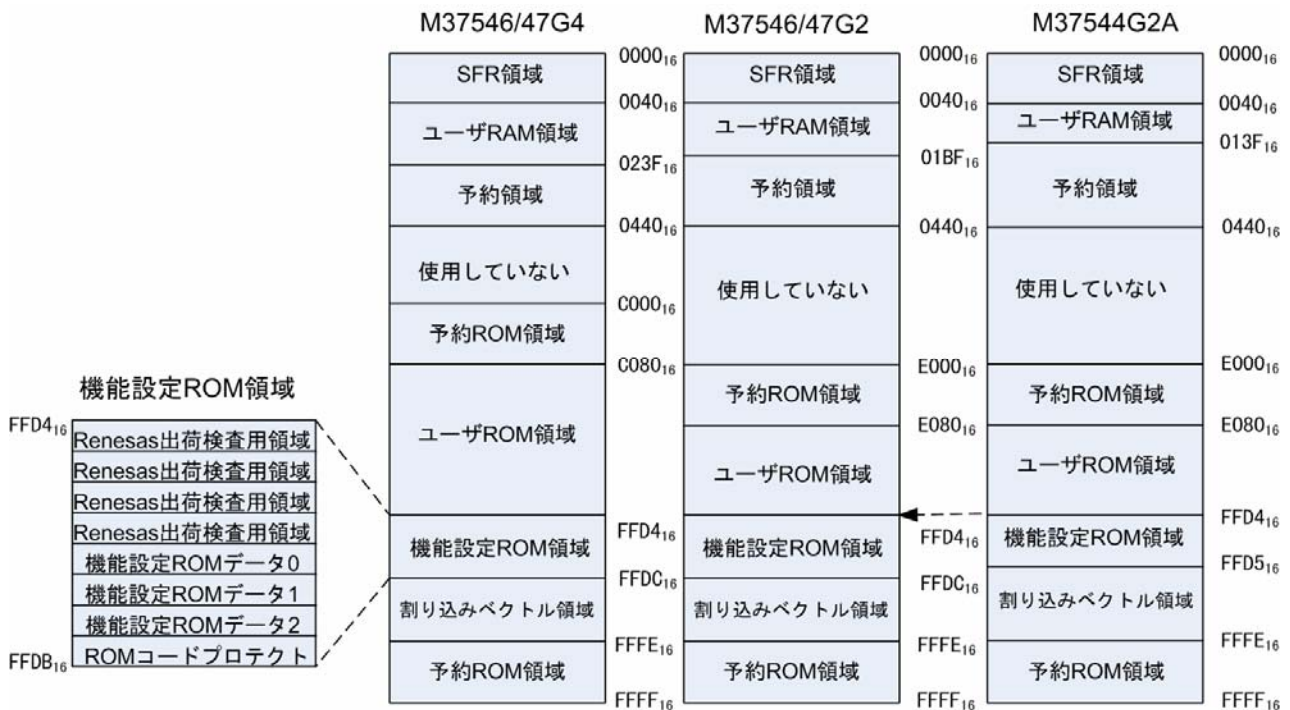 M37546/47G4
0000₁₆
SFR領域
0040₁₆
ユーザRAM領域
023F₁₆
予約領域
0440₁₆
使用していない
C000₁₆
予約ROM領域
C080₁₆
ユーザROM領域
FFD4₁₆
機能設定ROM領域
FFDC₁₆
割り込みベクトル領域
FFFE₁₆
予約ROM領域
FFFF₁₆
機能設定ROM領域
FFD4₁₆
Renesas出荷検査用領域
Renesas出荷検査用領域
Renesas出荷検査用領域
Renesas出荷検査用領域
機能設定ROMデータ0
機能設定ROMデータ1
機能設定ROMデータ2
ROMコードプロテクト
FFDB₁₆
M37546/47G2
0000₁₆
SFR領域
0040₁₆
ユーザRAM領域
01BF₁₆
予約領域
0440₁₆
使用していない
E000₁₆
予約ROM領域
E080₁₆
ユーザROM領域
FFD4₁₆
機能設定ROM領域
FFDC₁₆
割り込みベクトル領域
FFFE₁₆
予約ROM領域
FFFF₁₆
M37544G2A
0000₁₆
SFR領域
0040₁₆
ユーザRAM領域
013F₁₆
予約領域
0440₁₆
使用していない
E000₁₆
予約ROM領域
E080₁₆
ユーザROM領域
FFD4₁₆
機能設定ROM領域
FFD5₁₆
割り込みベクトル領域
FFFE₁₆
予約ROM領域
FFFF₁₆